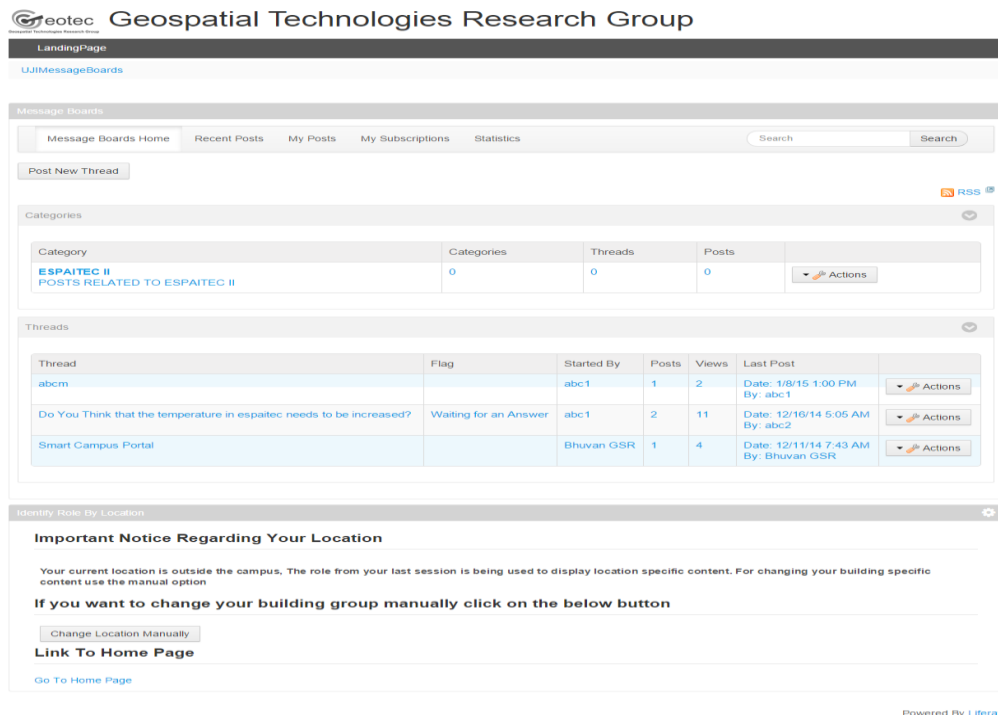 Geotec Geospatial Technologies Research Group
Geospatial Technologies Research Group
LandingPage
UJIMessageBoards
Message Boards
Message Boards Home Recent Posts My Posts My Subscriptions Statistics Search Search
Post New Thread
RSS
Categories
Category Categories Threads Posts
ESPAITEC II 0 0 0 Actions
POSTS RELATED TO ESPAITEC II
Threads
Thread Flag Started By Posts Views Last Post
abcm abc1 1 2 Date: 1/8/15 1:00 PM Actions
By: abc1
Do You Think that the temperature in espaitec needs to be increased? Waiting for an Answer abc1 2 11 Date: 12/16/14 5:05 AM Actions
By: abc2
Smart Campus Portal Bhuvan GSR 1 4 Date: 12/11/14 7:43 AM Actions
By: Bhuvan GSR
Identify Role By Location
Important Notice Regarding Your Location
Your current location is outside the campus, The role from your last session is being used to display location specific content. For changing your building specific
content use the manual option
If you want to change your building group manually click on the below button
Change Location Manually
Link To Home Page
Go To Home Page
Powered By Lifera